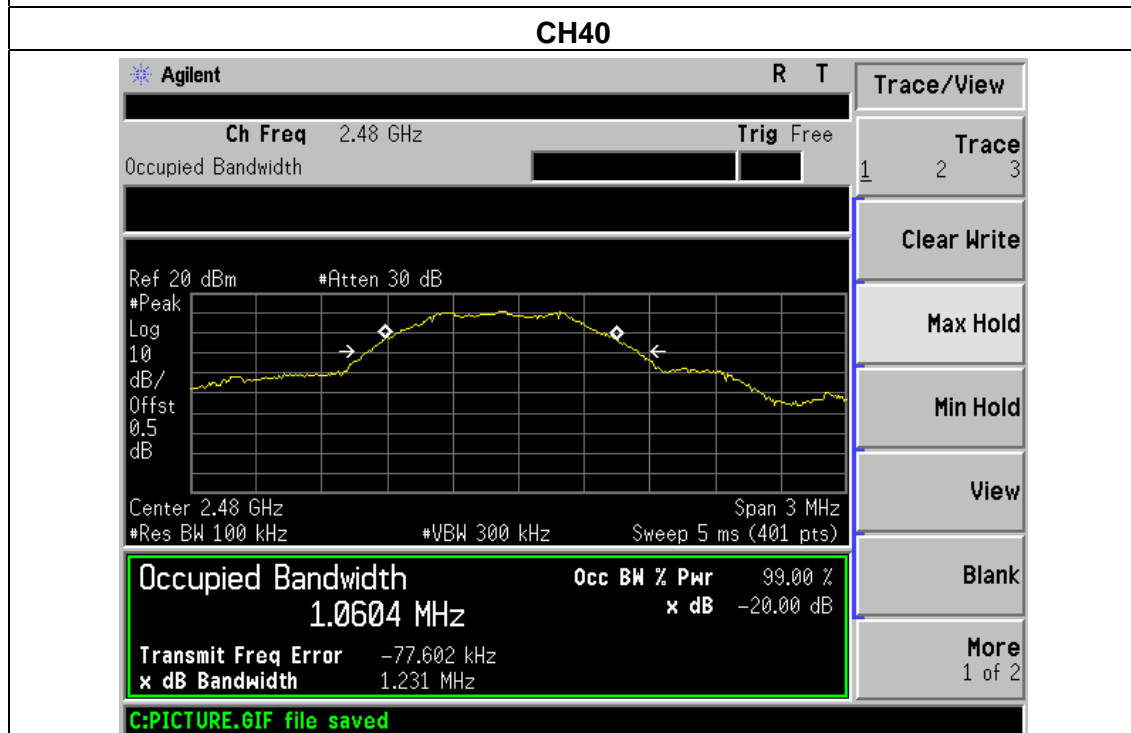 CH40
Agilent R T
Trace/View
Ch Freq 2.48 GHz Trig Free
Occupied Bandwidth
Trace
1 2 3
Clear Write
Max Hold
Min Hold
View
Blank
More
1 of 2
Ref 20 dBm #Atten 30 dB
#Peak
Log
10
dB/
Offst
0.5
dB
Center 2.48 GHz Span 3 MHz
#Res BW 100 kHz #VBW 300 kHz Sweep 5 ms (401 pts)
Occupied Bandwidth Occ BW % Pwr 99.00 %
1.0604 MHz x dB -20.00 dB
Transmit Freq Error -77.602 kHz
x dB Bandwidth 1.231 MHz
C:PICTURE.GIF file saved